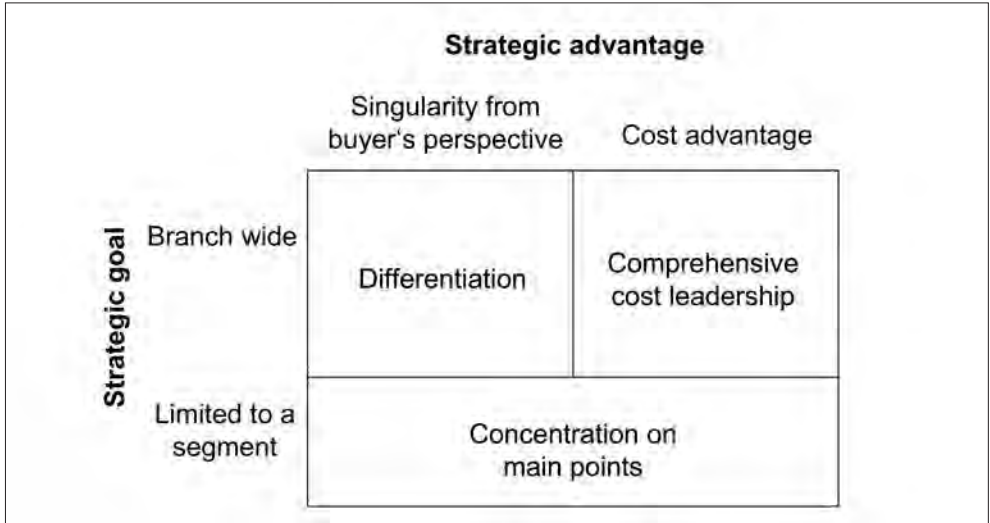 Strategic advantage
Singularity from
buyer‘s perspective
Cost advantage
Strategic goal
Branch wide
Differentiation
Comprehensive
cost leadership
Limited to a
segment
Concentration on
main points